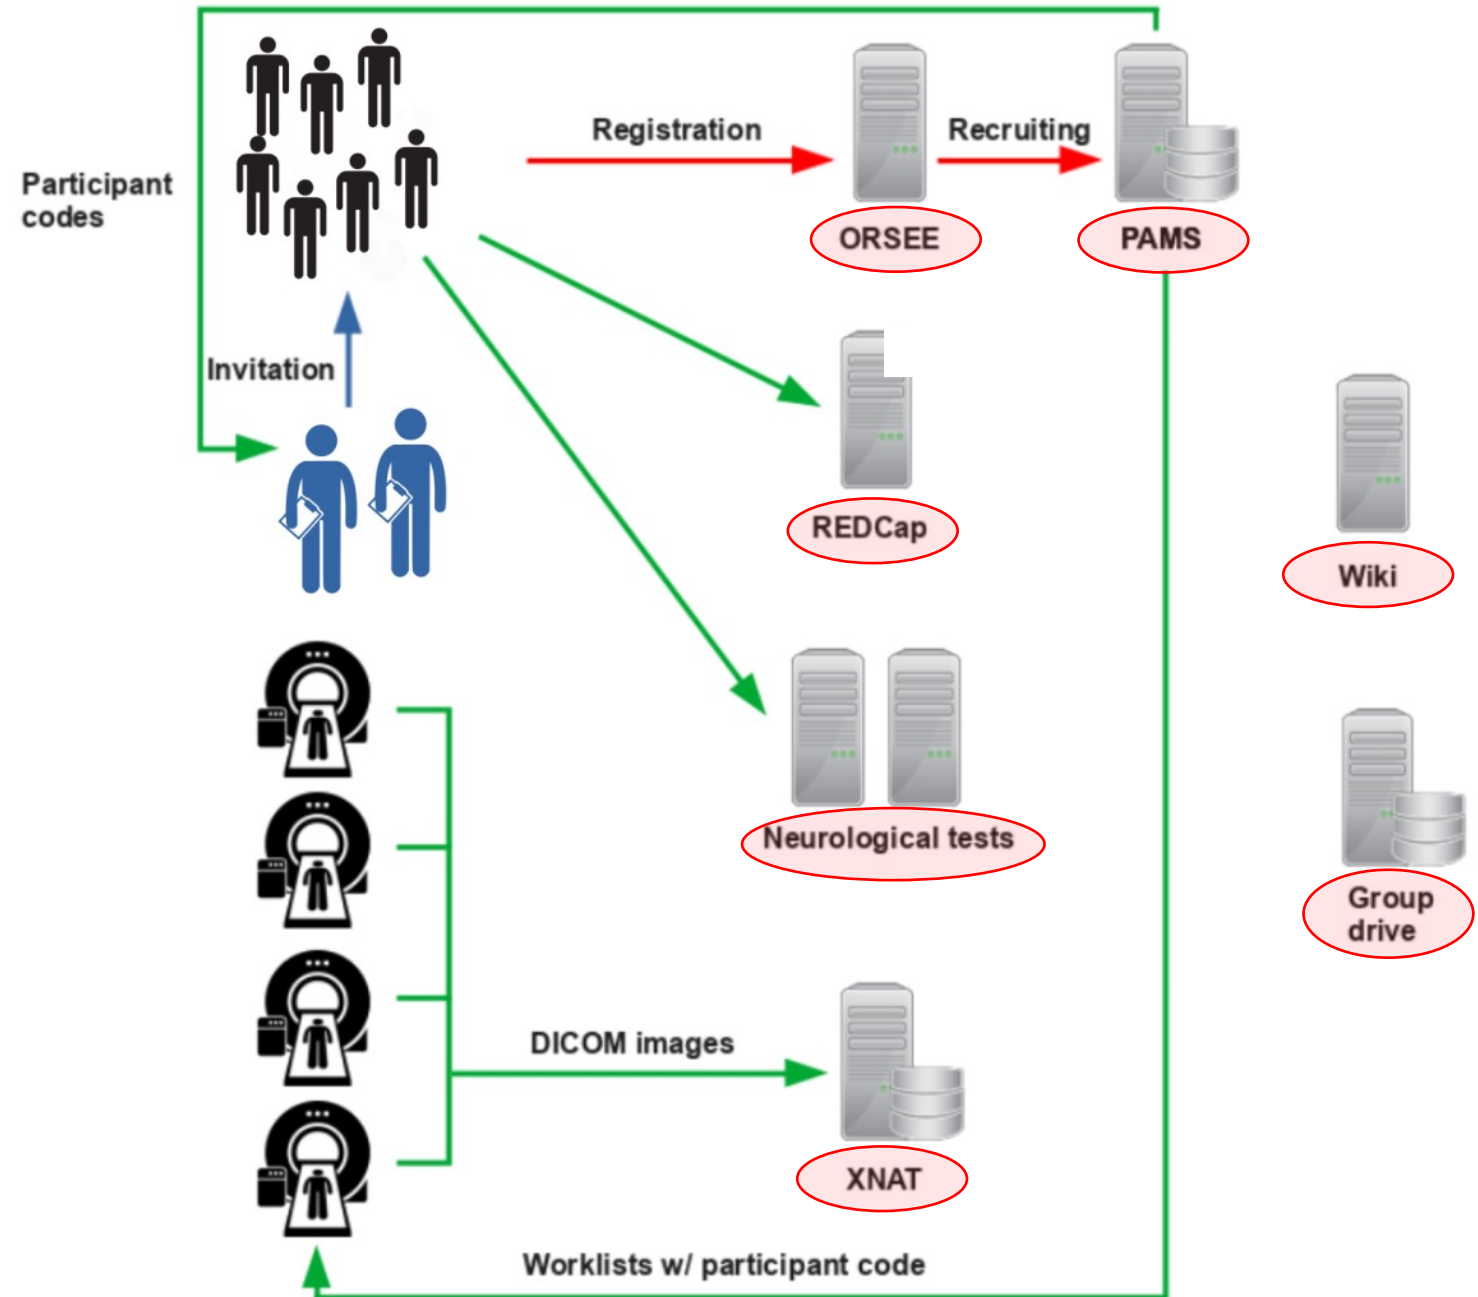 Registration
Recruiting
Participant
codes
ORSEE
PAMS
Invitation
REDCap
Wiki
Neurological tests
Group
drive
DICOM images
XNAT
Worklists w/ participant code